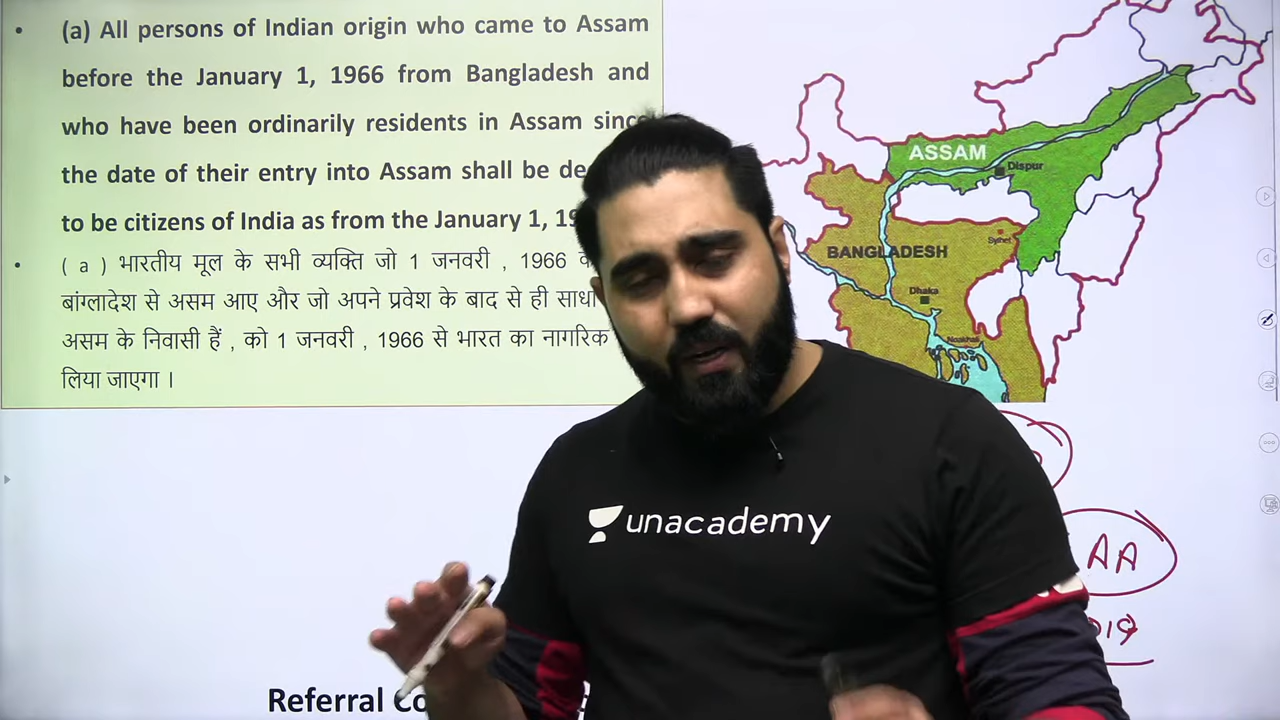 (a) All persons of Indian origin who came to Assam
before the January 1, 1966 from Bangladesh and
who have been ordinarily residents in Assam
the date of their entry into Assam shall be
to be citizens of India as from the January 1,
( a ) भारतीय मूल के सभी व्यक्ति जो 1 जनवरी , 1966
बांग्लादेश से असम आए और जो अपने प्रवेश के बाद से ही
असम के निवासी हैं , को 1 जनवरी , 1966 से भारत का नागरिक
लिया जाएगा ।
ASSAM
Dispur
BANGLADESH
Sylhet
Dhaka
Noakhali
unacademy
AA
Referral